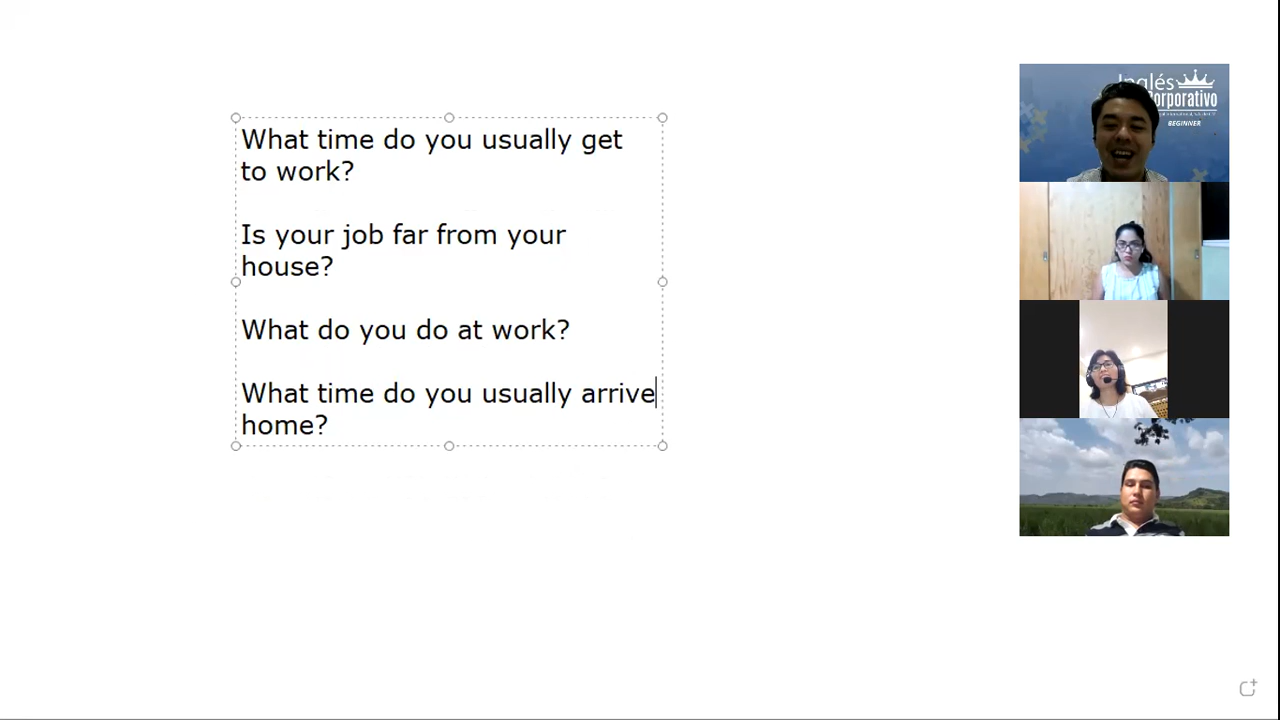 What time do you usually get
to work?
Is your job far from your
house?
What do you do at work?
What time do you usually arrive
home?
Inglés
Corporativo
BEGINNER